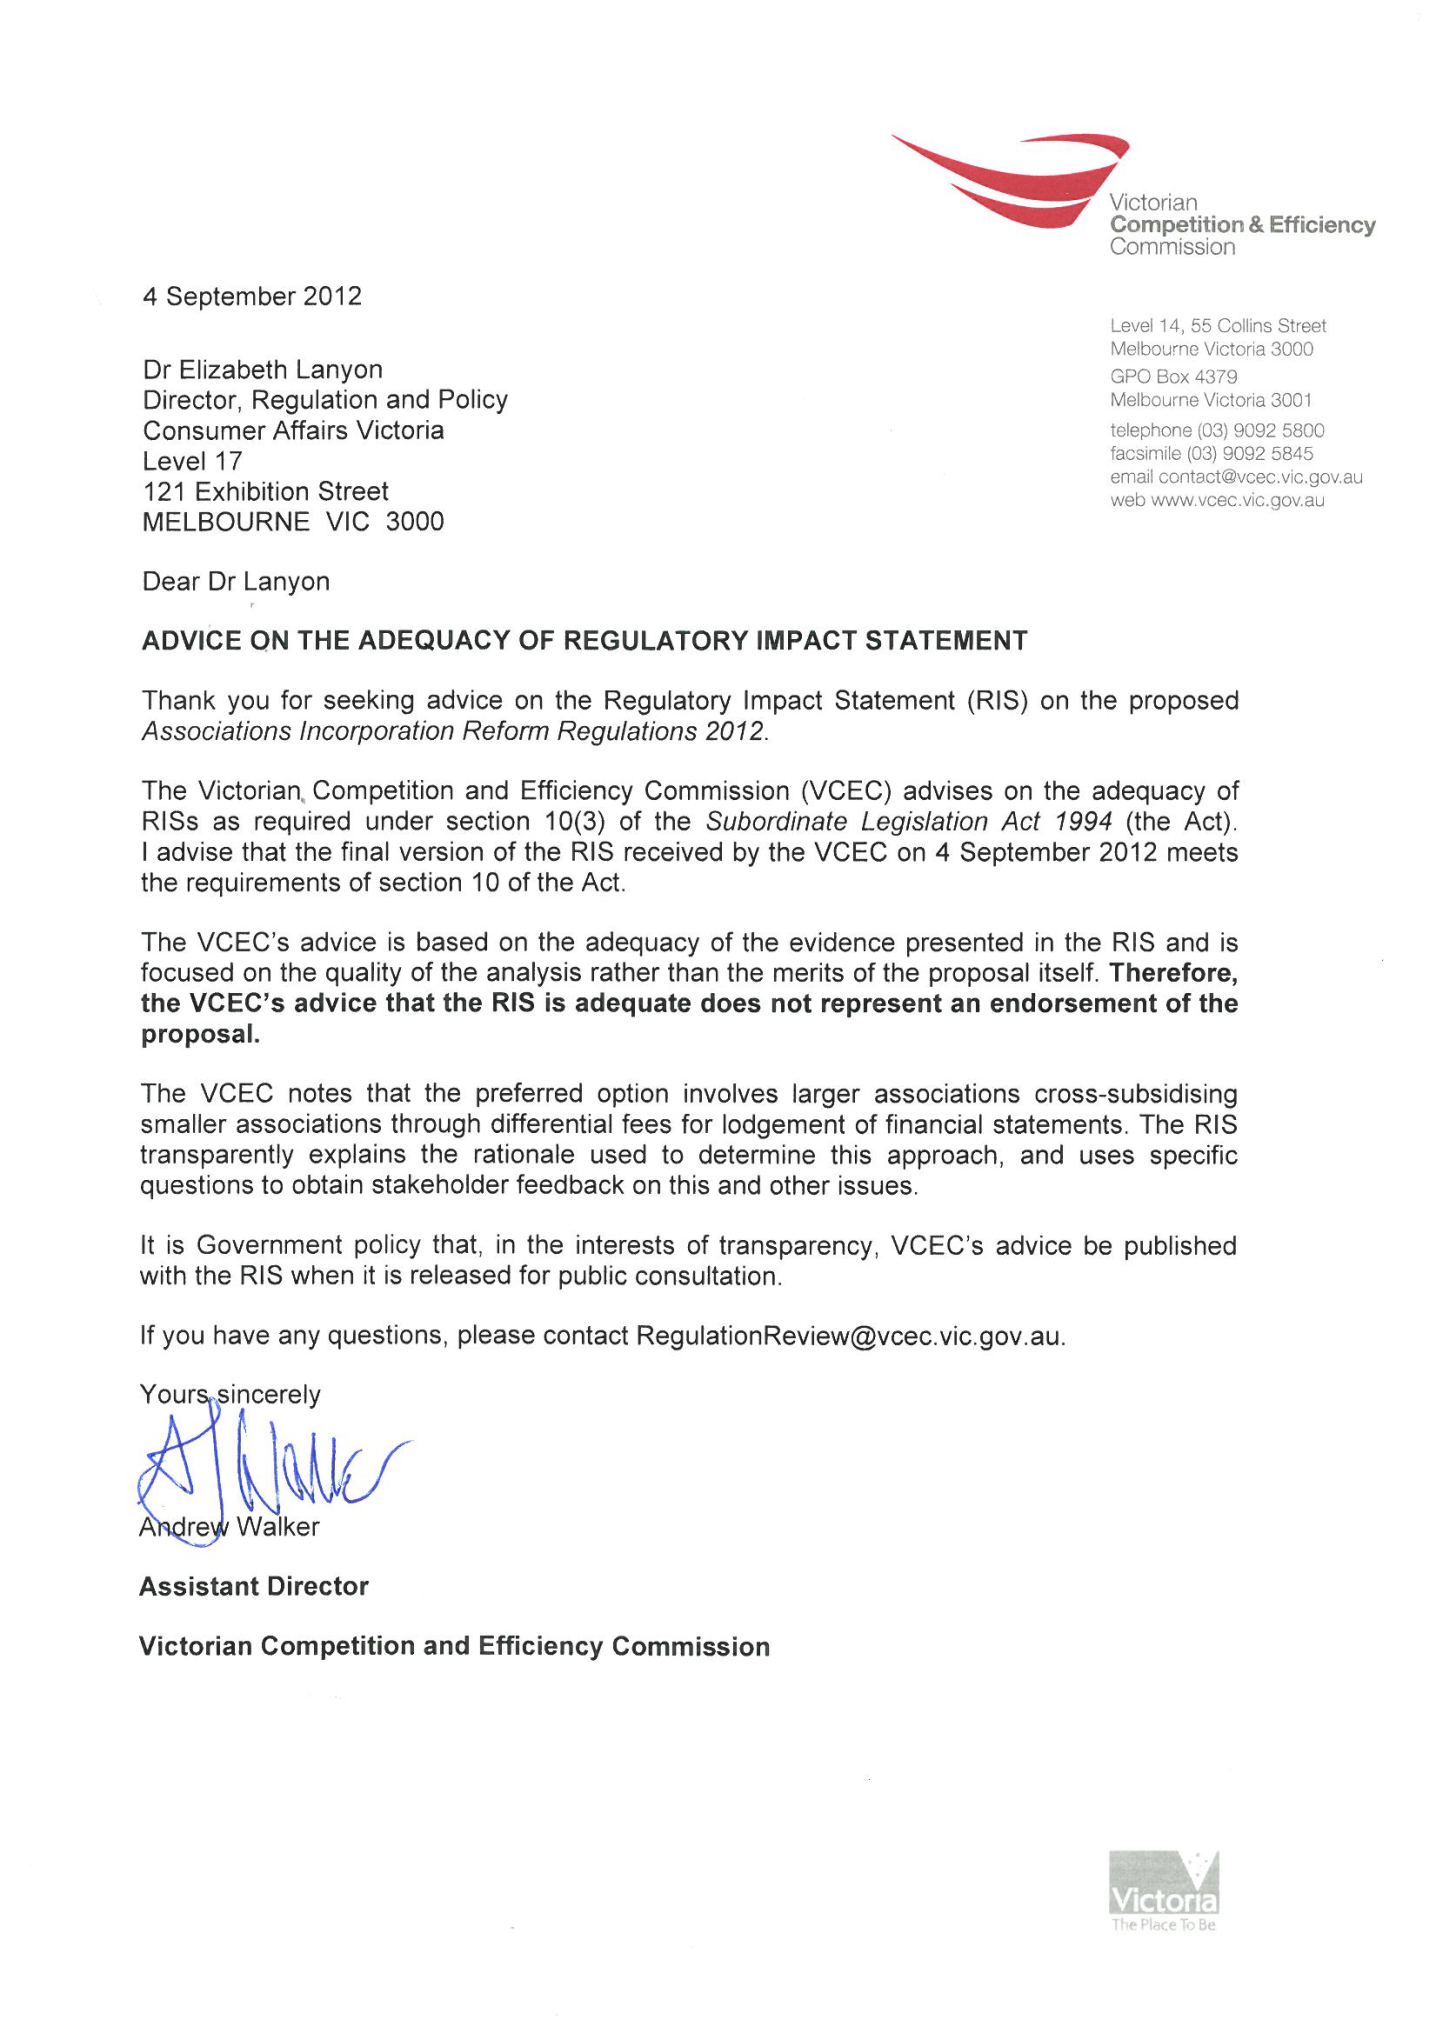 Victorian
Competition & Efficiency
Commission
4 September 2012
Level 14, 55 Collins Street
Melbourne Victoria 3000
GPO Box 4379
Melbourne Victoria 3001
telephone (03) 9092 5800
facsimile (03) 9092 5845
email contact@vcec.vic.gov.au
web www.vcec.vic.gov.au
Dr Elizabeth Lanyon
Director, Regulation and Policy
Consumer Affairs Victoria
Level 17
121 Exhibition Street
MELBOURNE VIC 3000
Dear Dr Lanyon
ADVICE ON THE ADEQUACY OF REGULATORY IMPACT STATEMENT
Thank you for seeking advice on the Regulatory Impact Statement (RIS) on the proposed
Associations Incorporation Reform Regulations 2012.
The Victorian Competition and Efficiency Commission (VCEC) advises on the adequacy of
RISs as required under section 10(3) of the Subordinate Legislation Act 1994 (the Act).
I advise that the final version of the RIS received by the VCEC on 4 September 2012 meets
the requirements of section 10 of the Act.
The VCEC's advice is based on the adequacy of the evidence presented in the RIS and is
focused on the quality of the analysis rather than the merits of the proposal itself. Therefore,
the VCEC's advice that the RIS is adequate does not represent an endorsement of the
proposal.
The VCEC notes that the preferred option involves larger associations cross-subsidising
smaller associations through differential fees for lodgement of financial statements. The RIS
transparently explains the rationale used to determine this approach, and uses specific
questions to obtain stakeholder feedback on this and other issues.
It is Government policy that, in the interests of transparency, VCEC's advice be published
with the RIS when it is released for public consultation.
If you have any questions, please contact RegulationReview@vcec.vic.gov.au.
Yours sincerely
AJ Walker
Andrew Walker
Assistant Director
Victorian Competition and Efficiency Commission
Victoria
The Place To Be